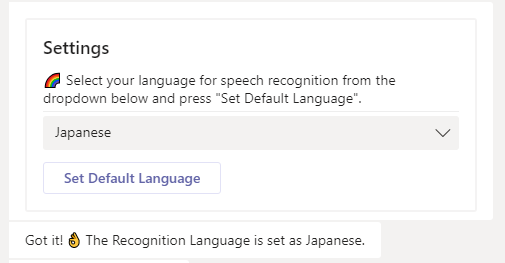 Settings
🌈 Select your language for speech recognition from the
dropdown below and press "Set Default Language".
Japanese
Set Default Language
Got it! 👌 The Recognition Language is set as Japanese.